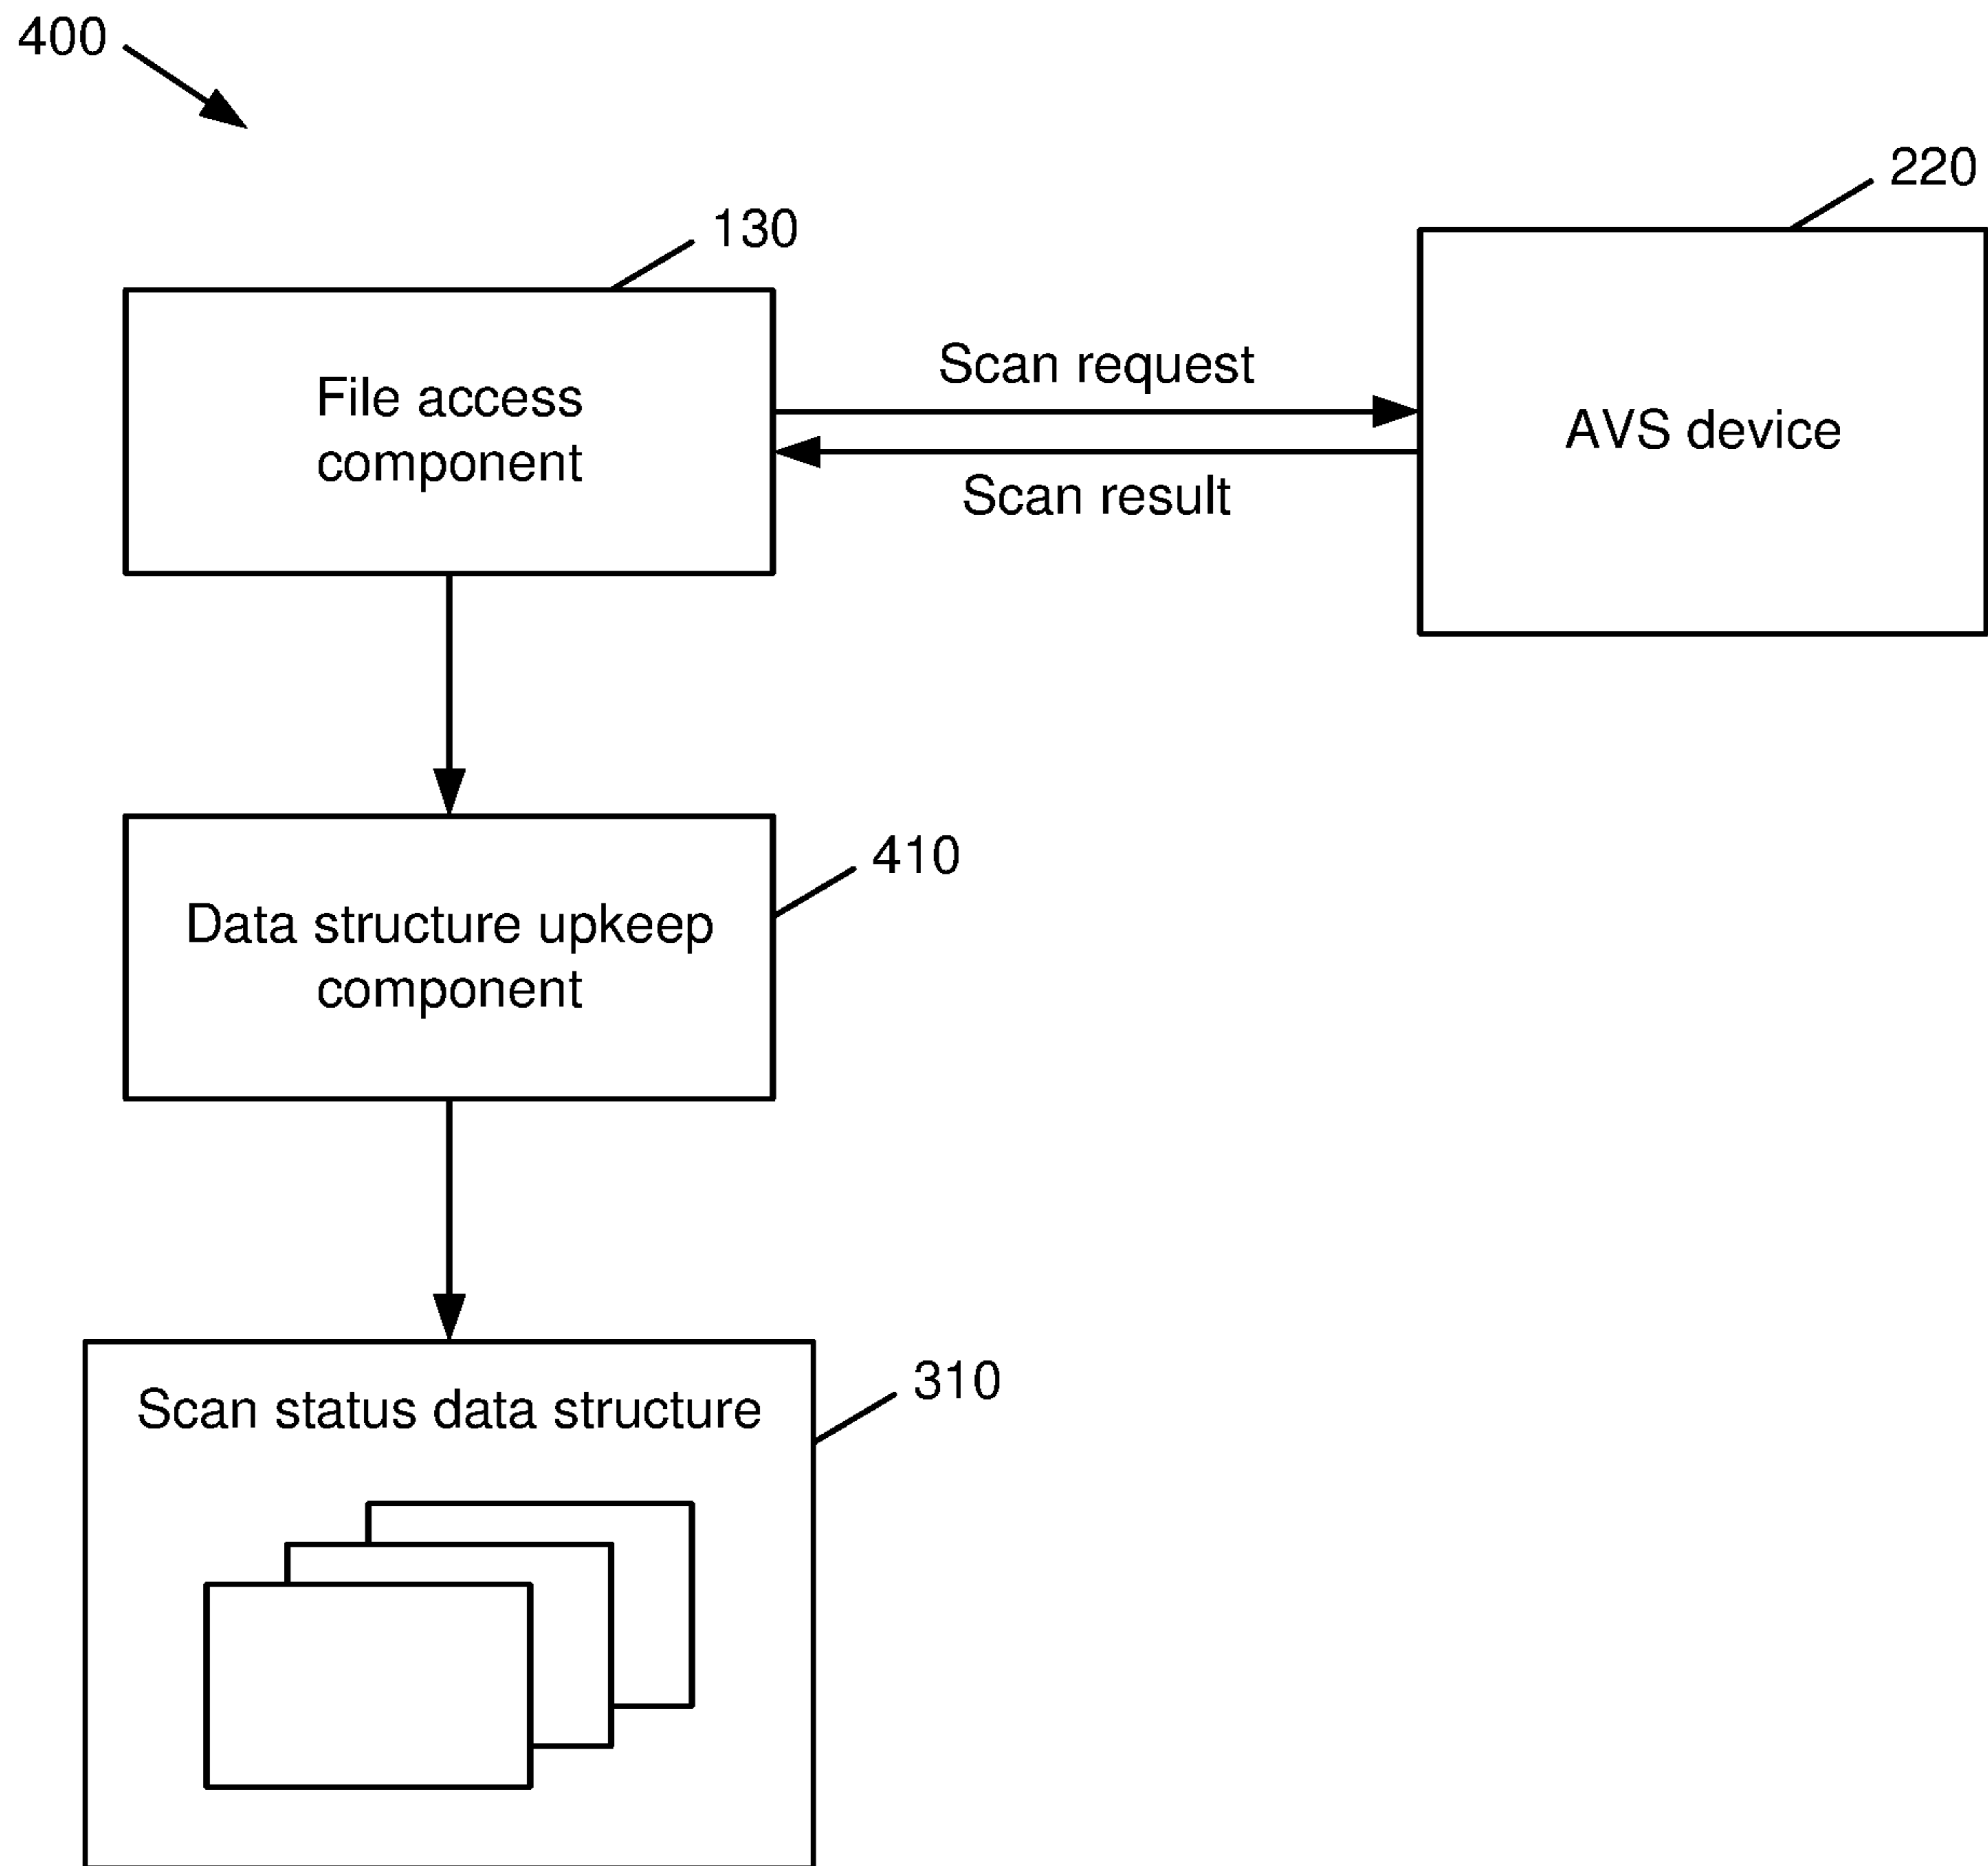 400
220
130
File access
component
Scan request
Scan result
AVS device
410
Data structure upkeep
component
310
Scan status data structure